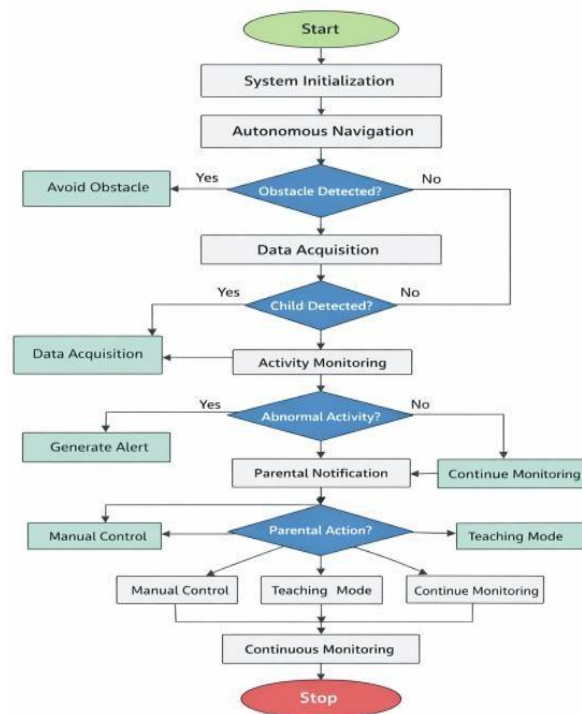 Start
System Initialization
Autonomous Navigation
Avoid Obstacle
Yes
Obstacle Detected?
No
Data Acquisition
Yes
Child Detected?
No
Data Acquisition
Activity Monitoring
Yes
Abnormal Activity?
No
Generate Alert
Parental Notification
Continue Monitoring
Manual Control
Parental Action?
Teaching Mode
Manual Control
Teaching Mode
Continue Monitoring
Continuous Monitoring
Stop